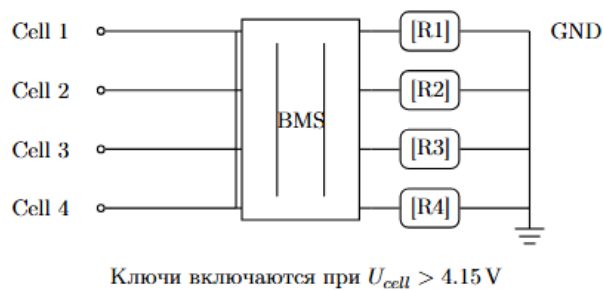 Cell 1
[R1]
GND
Cell 2
[R2]
BMS
Cell 3
[R3]
Cell 4
[R4]
Ключи включаются при U_cell > 4.15 V